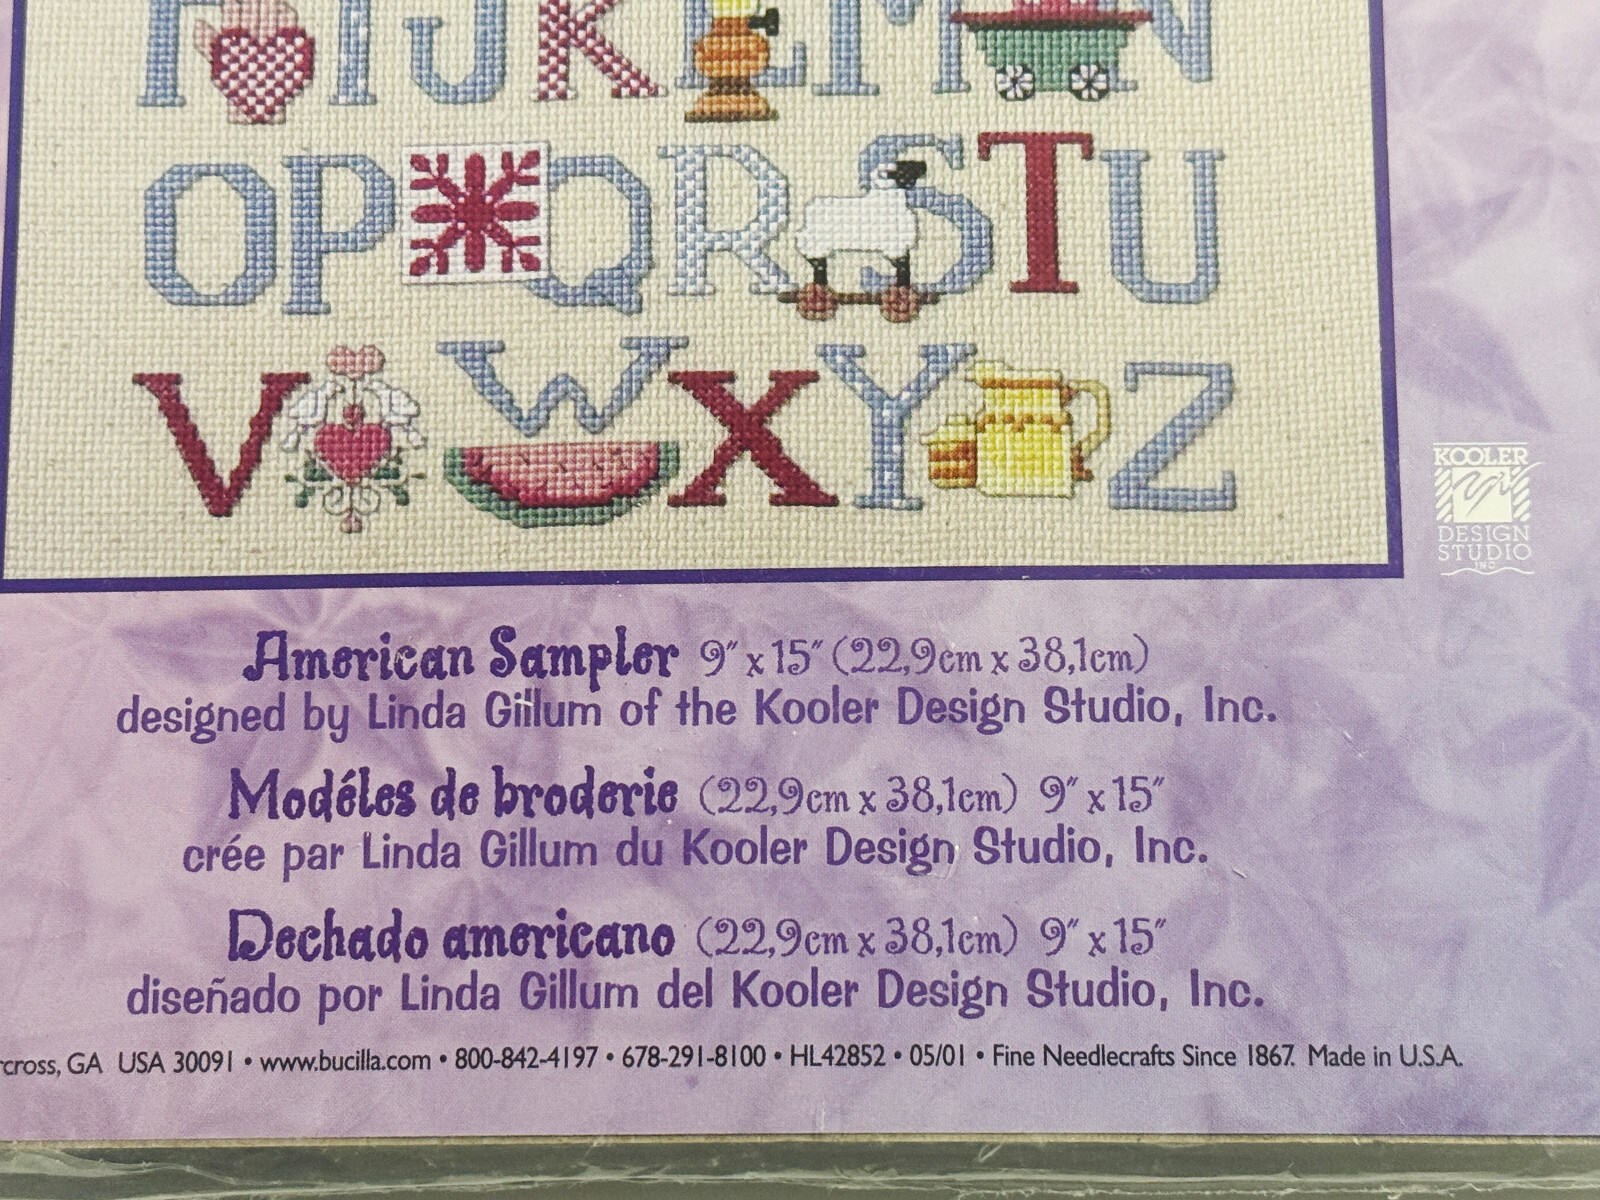 H I J K L M N
O P Q R S T U
V W X Y Z
KOOLER
DESIGN
STUDIO
INC
American Sampler 9" x 15" (22,9cm x 38,1cm)
designed by Linda Gillum of the Kooler Design Studio, Inc.
Modéles de broderie (22,9cm x 38,1cm) 9" x 15"
crée par Linda Gillum du Kooler Design Studio, Inc.
Dechado americano (22,9cm x 38,1cm) 9" x 15"
diseñado por Linda Gillum del Kooler Design Studio, Inc.
rcross, GA USA 30091 • www.bucilla.com • 800-842-4197 • 678-291-8100 • HL42852 • 05/01 • Fine Needlecrafts Since 1867. Made in U.S.A.